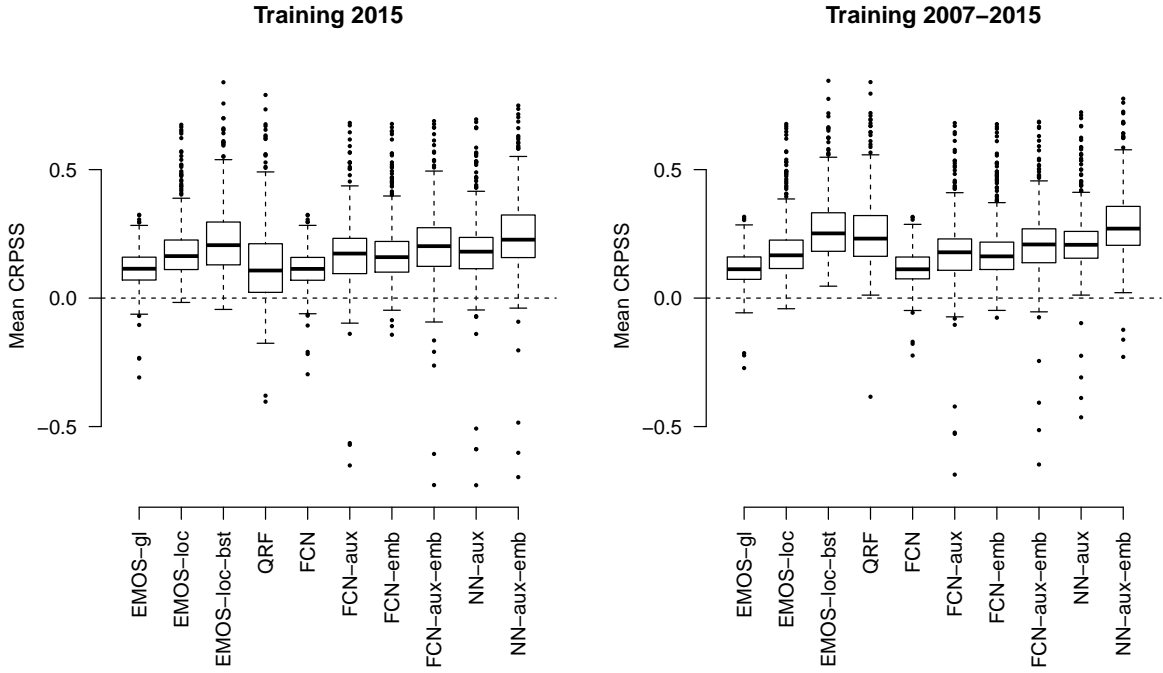 Training 2015
Mean CRPSS
0.5
0.0
−0.5
EMOS−gl
EMOS−loc
EMOS−loc−bst
QRF
FCN
FCN−aux
FCN−emb
FCN−aux−emb
NN−aux
NN−aux−emb
Training 2007−2015
Mean CRPSS
0.5
0.0
−0.5
EMOS−gl
EMOS−loc
EMOS−loc−bst
QRF
FCN
FCN−aux
FCN−emb
FCN−aux−emb
NN−aux
NN−aux−emb